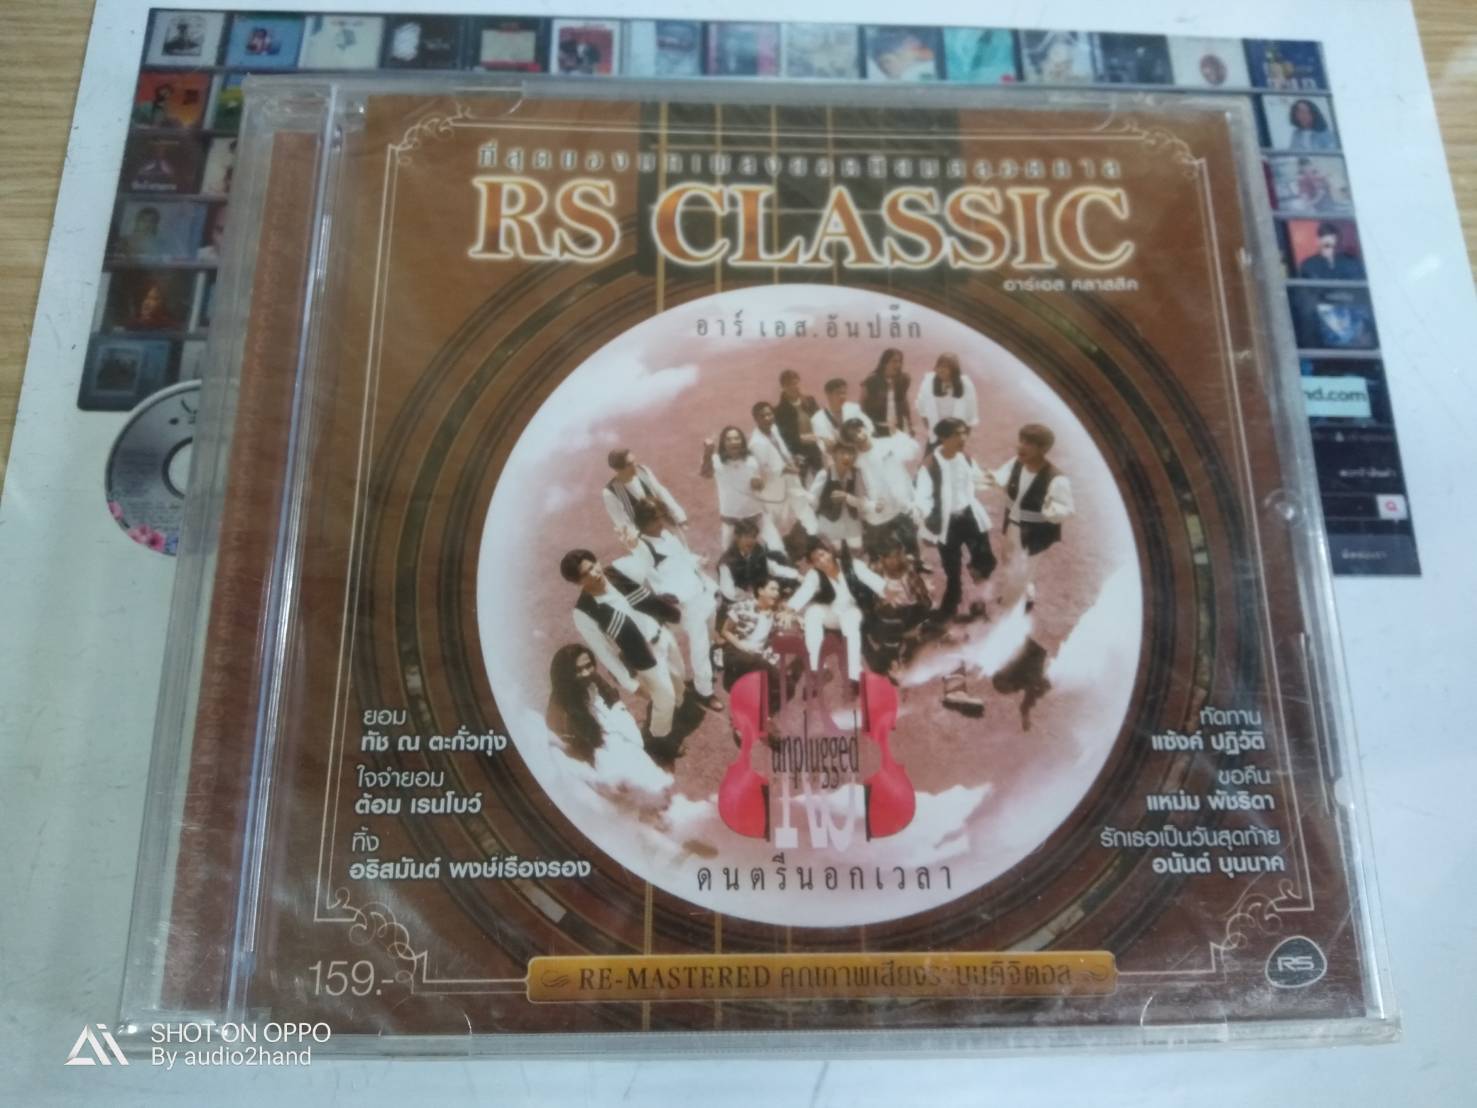 ที่สุดของบทเพลงฮอตฮิตตลอดกาล
RS CLASSIC
อาร์เอส คลาสสิค
อาร์ เอส. อันปลั๊ก
unplugged
ดนตรีนอกเวลา
ยอม
ทัช ณ ตะกั่วทุ่ง
ใจจำยอม
ต้อม เรนโบว์
ทิ้ง
อริสมันต์ พงษ์เรืองรอง
ทัดทาน
แซ้งค์ ปฏิวัติ
ขอคืน
แหม่ม พัชริดา
รักเธอเป็นวันสุดท้าย
อนันต์ บุนนาค
159.-
RE-MASTERED คุณภาพเสียงระบบดิจิตอล
RS
nd.com
SHOT ON OPPO
By audio2hand